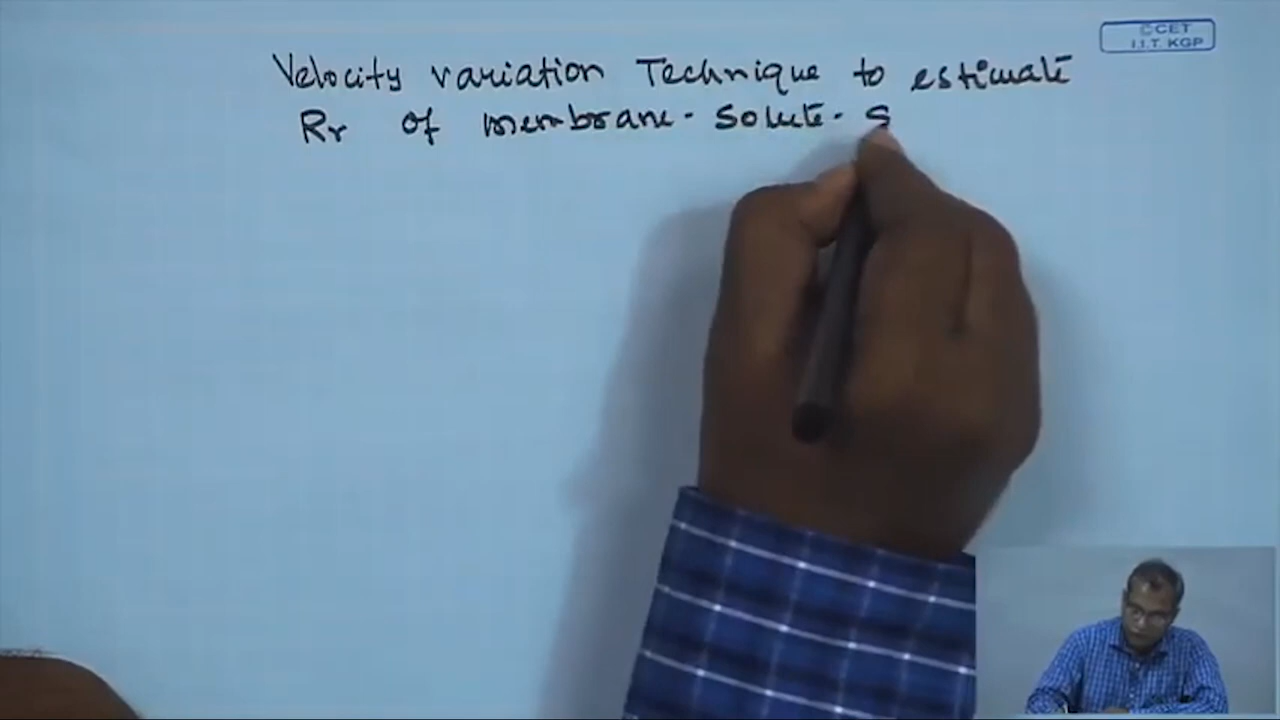 ©CET
I.I.T. KGP
Velocity variation Technique to estimate
Rr of membrane - Solute - S